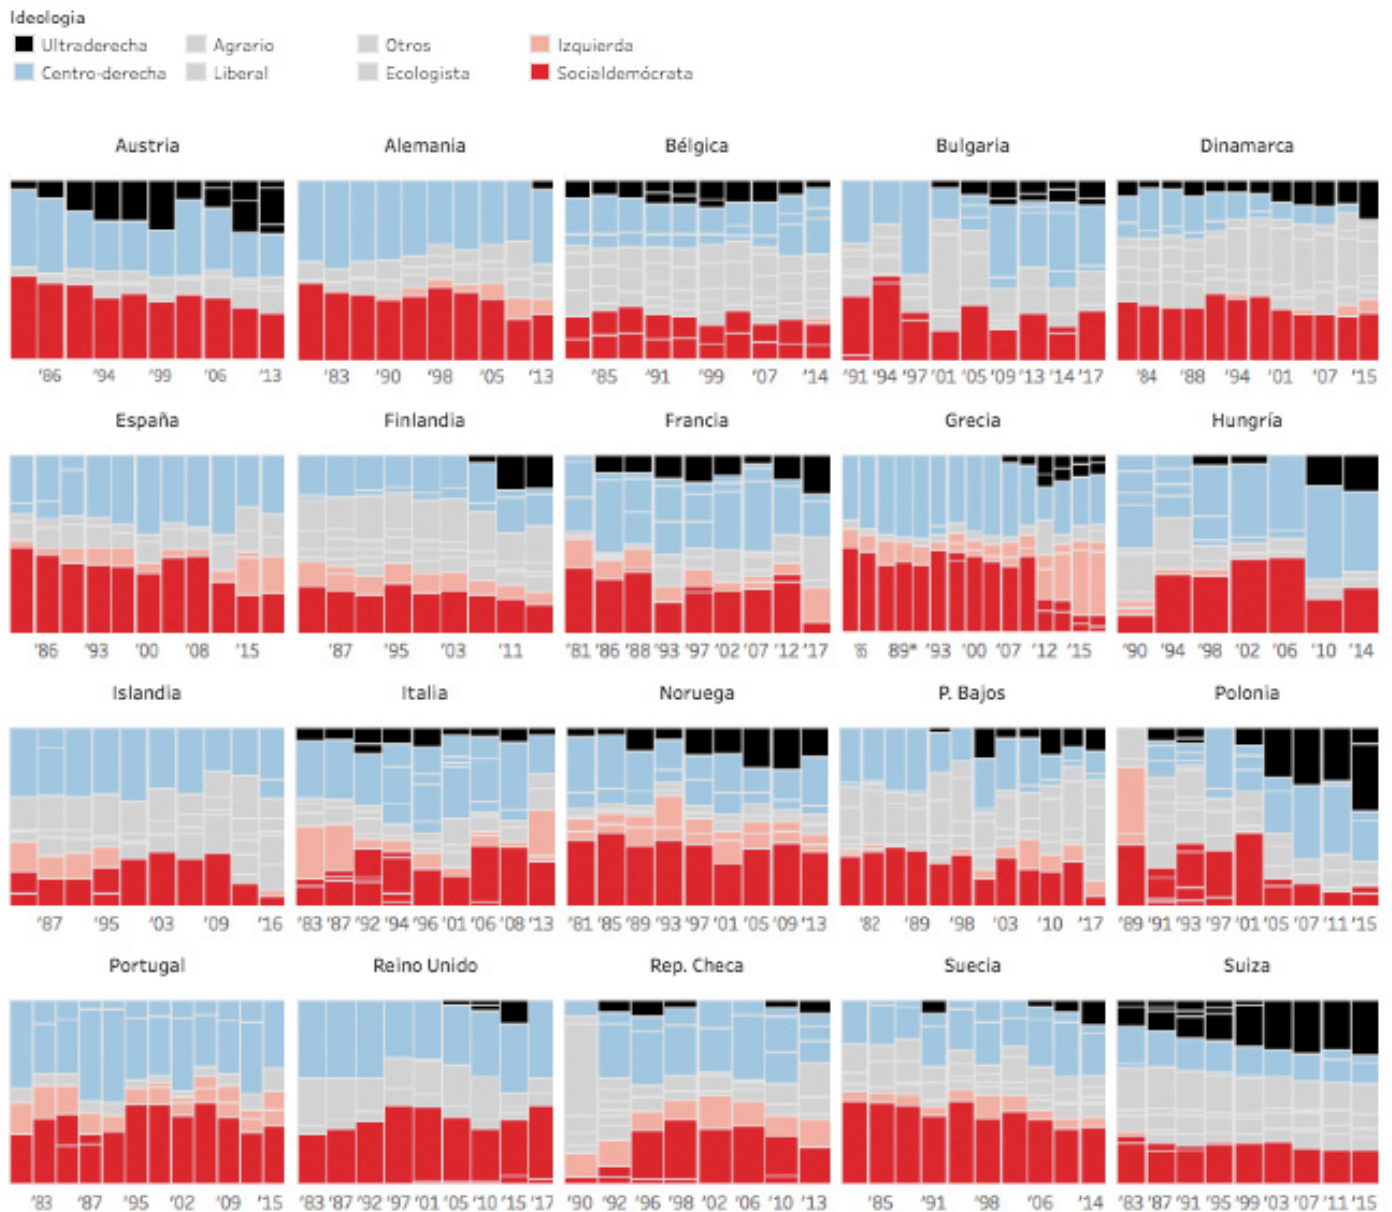 Ideologia
Ultraderecha Agrario Otros Izquierda
Centro-derecha Liberal Ecologista Socialdemócrata
Austria Alemania Bélgica Bulgaria Dinamarca
'86 '94 '99 '06 '13 '83 '90 '98 '05 '13 '85 '91 '99 '07 '14 '91 '94 '97 '01 '05 '09 '13 '14 '17 '84 '88 '94 '01 '07 '15
España Finlandia Francia Grecia Hungría
'86 '93 '00 '08 '15 '87 '95 '03 '11 '81 '86 '88 '93 '97 '02 '07 '12 '17 '85 89* '93 '00 '07 '12 '15 '90 '94 '98 '02 '06 '10 '14
Islandia Italia Noruega P. Bajos Polonia
'87 '95 '03 '09 '16 '83 '87 '92 '94 '96 '01 '06 '08 '13 '81 '85 '89 '93 '97 '01 '05 '09 '13 '82 '89 '98 '03 '10 '17 '89 '91 '93 '97 '01 '05 '07 '11 '15
Portugal Reino Unido Rep. Checa Suecia Suiza
'83 '87 '95 '02 '09 '15 '83 '87 '92 '97 '01 '05 '10 '15 '17 '90 '92 '96 '98 '02 '06 '10 '13 '85 '91 '98 '06 '14 '83 '87 '91 '95 '99 '03 '07 '11 '15